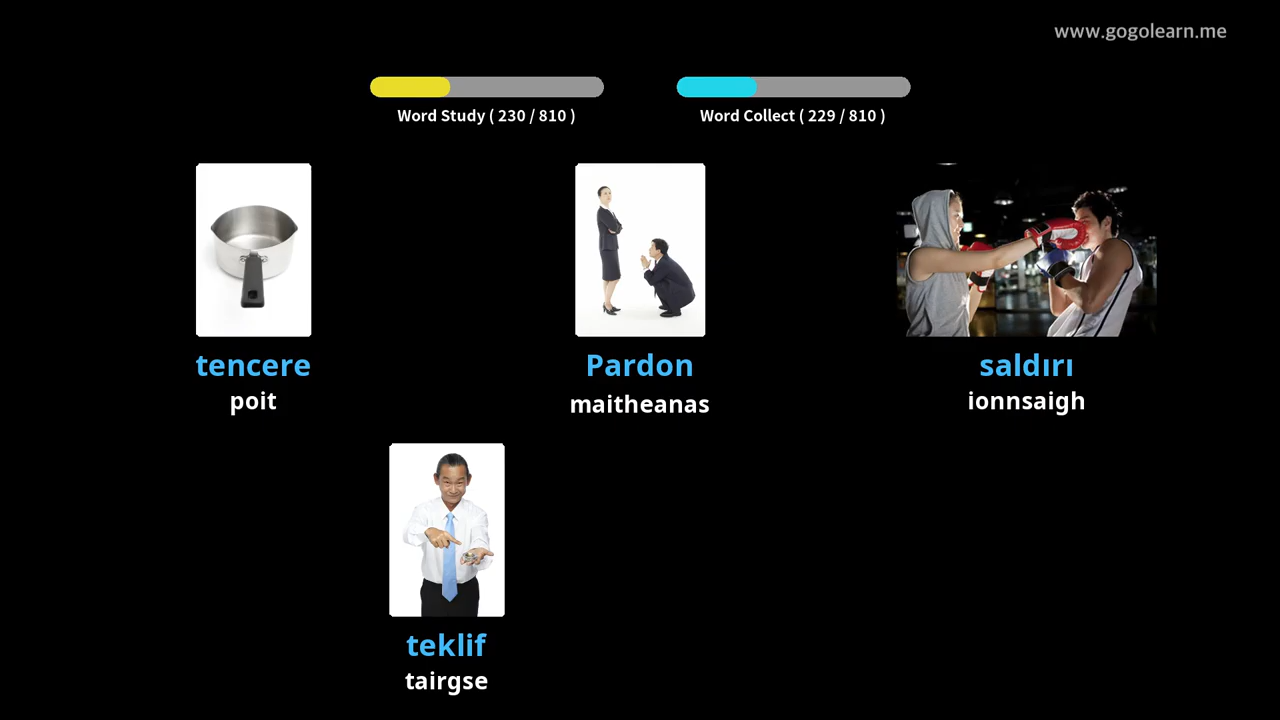 www.gogolearn.me
Word Study ( 230 / 810 )
Word Collect ( 229 / 810 )
tencere
poit
Pardon
maitheanas
saldırı
ionnsaigh
teklif
tairgse